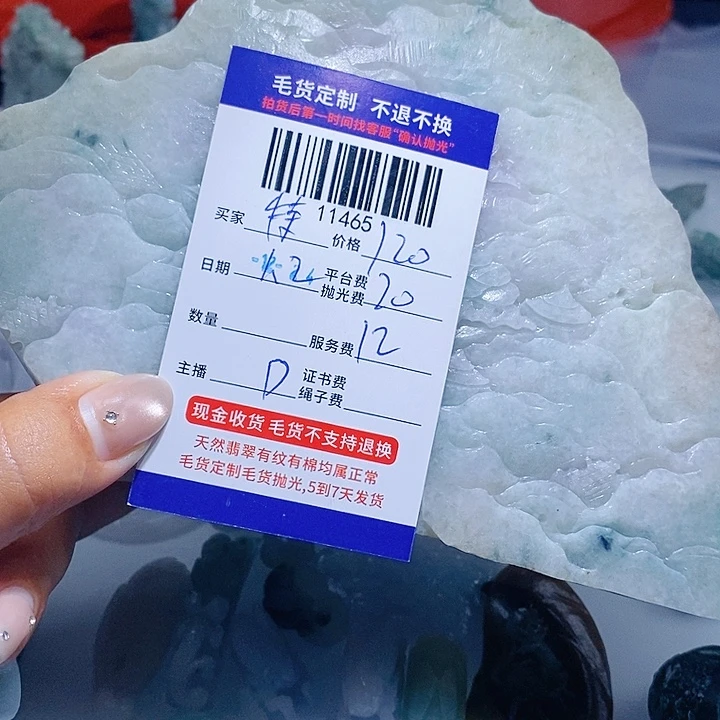 毛货定制 不退不换
拍货后第一时间找客服“确认抛光”
11465
买家 特 价格 120
日期 平台费
抛光费 20
数量 服务费 12
主播 D 证书费
绳子费
现金收货 毛货不支持退换
天然翡翠有纹有棉均属正常
毛货定制毛货抛光,5到7天发货